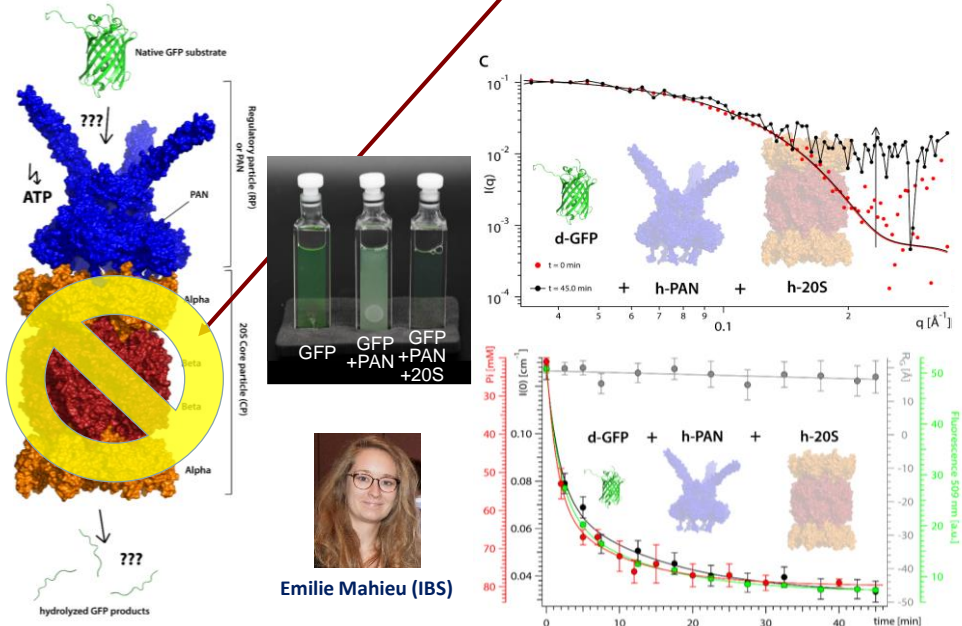 Native GFP substrate
???
ATP
PAN
Regulatory particle (RP)
or PAN
Alpha
Beta
Beta
Alpha
20S Core particle (CP)
???
hydrolyzed GFP products
GFP
GFP
+PAN
GFP
+PAN
+20S
Emilie Mahieu (IBS)
C
I(q)
10-1
10-2
10-3
10-4
d-GFP
t = 0 min
t = 45.0 min
+ h-PAN + h-20S
4 5 6 7 8 9 0.1 2
q [Å-1]
Pi [mM]
30
40
50
60
70
80
I(0) [cm-1]
0.10
0.08
0.06
0.04
d-GFP + h-PAN + h-20S
RG [Å]
10
0
-10
-20
-30
-40
-50
Fluorescence 509 nm [a.u.]
50
40
30
20
10
0 10 20 30 40
time [min]